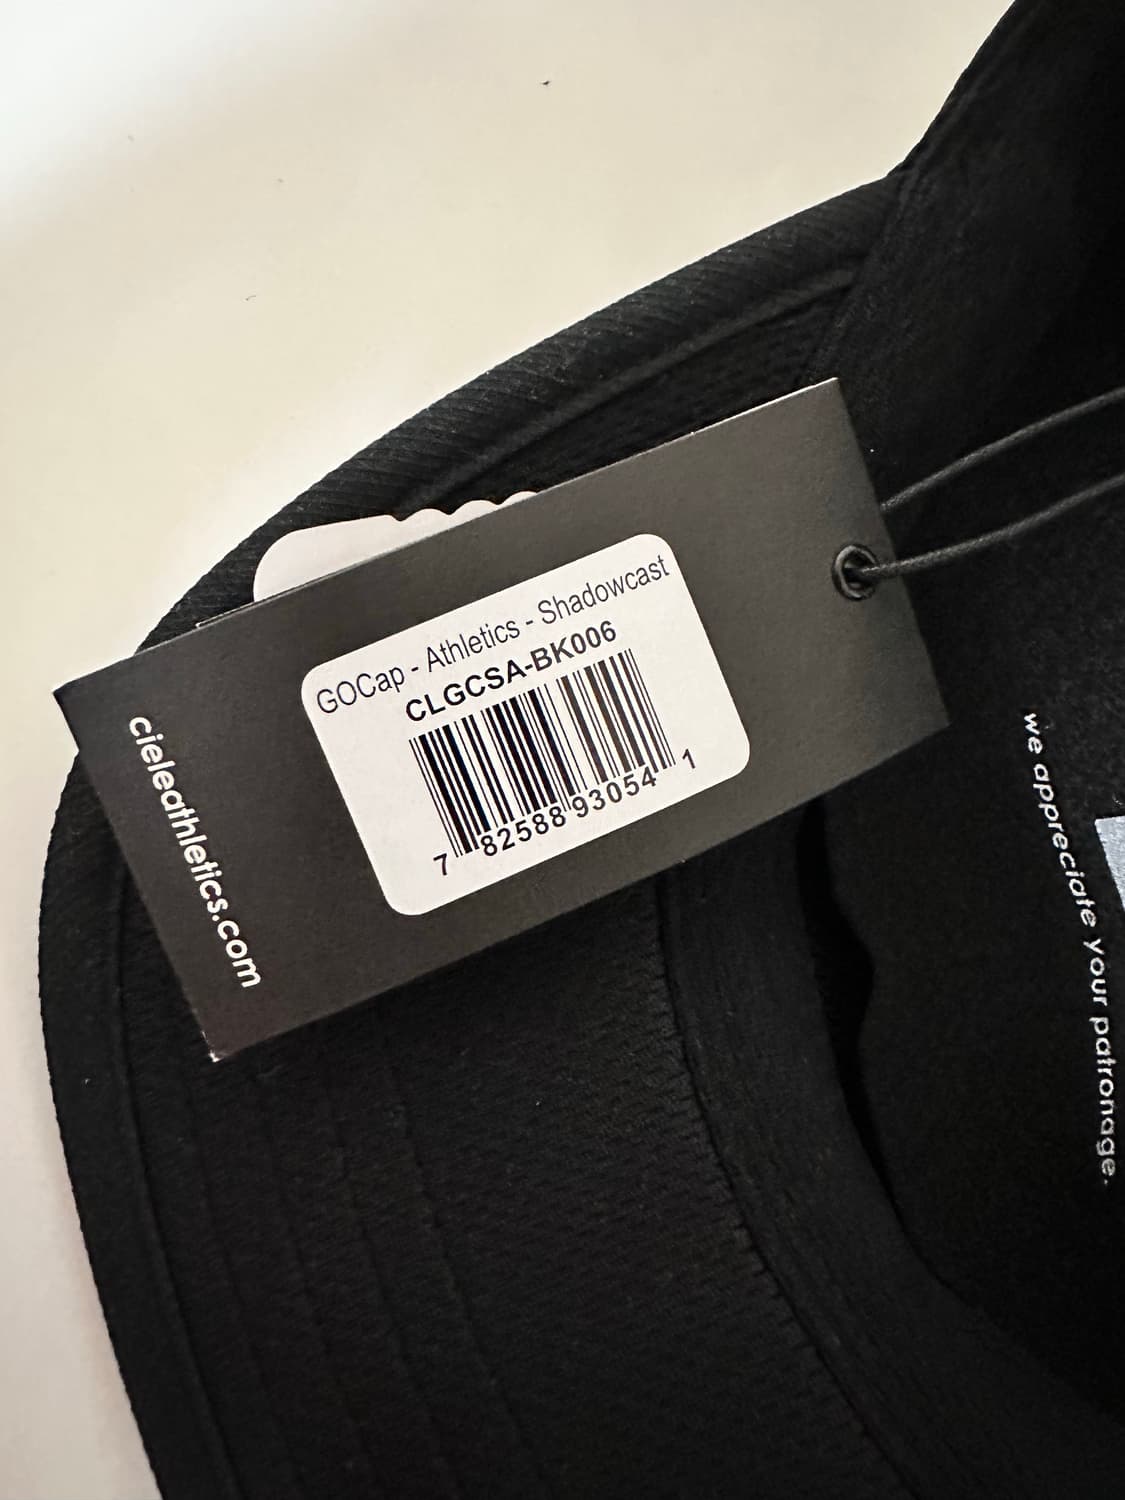 GOCap - Athletics - Shadowcast
CLGCSA-BK006
7 82588 93054 1
cieleathletics.com
we appreciate your patronage.